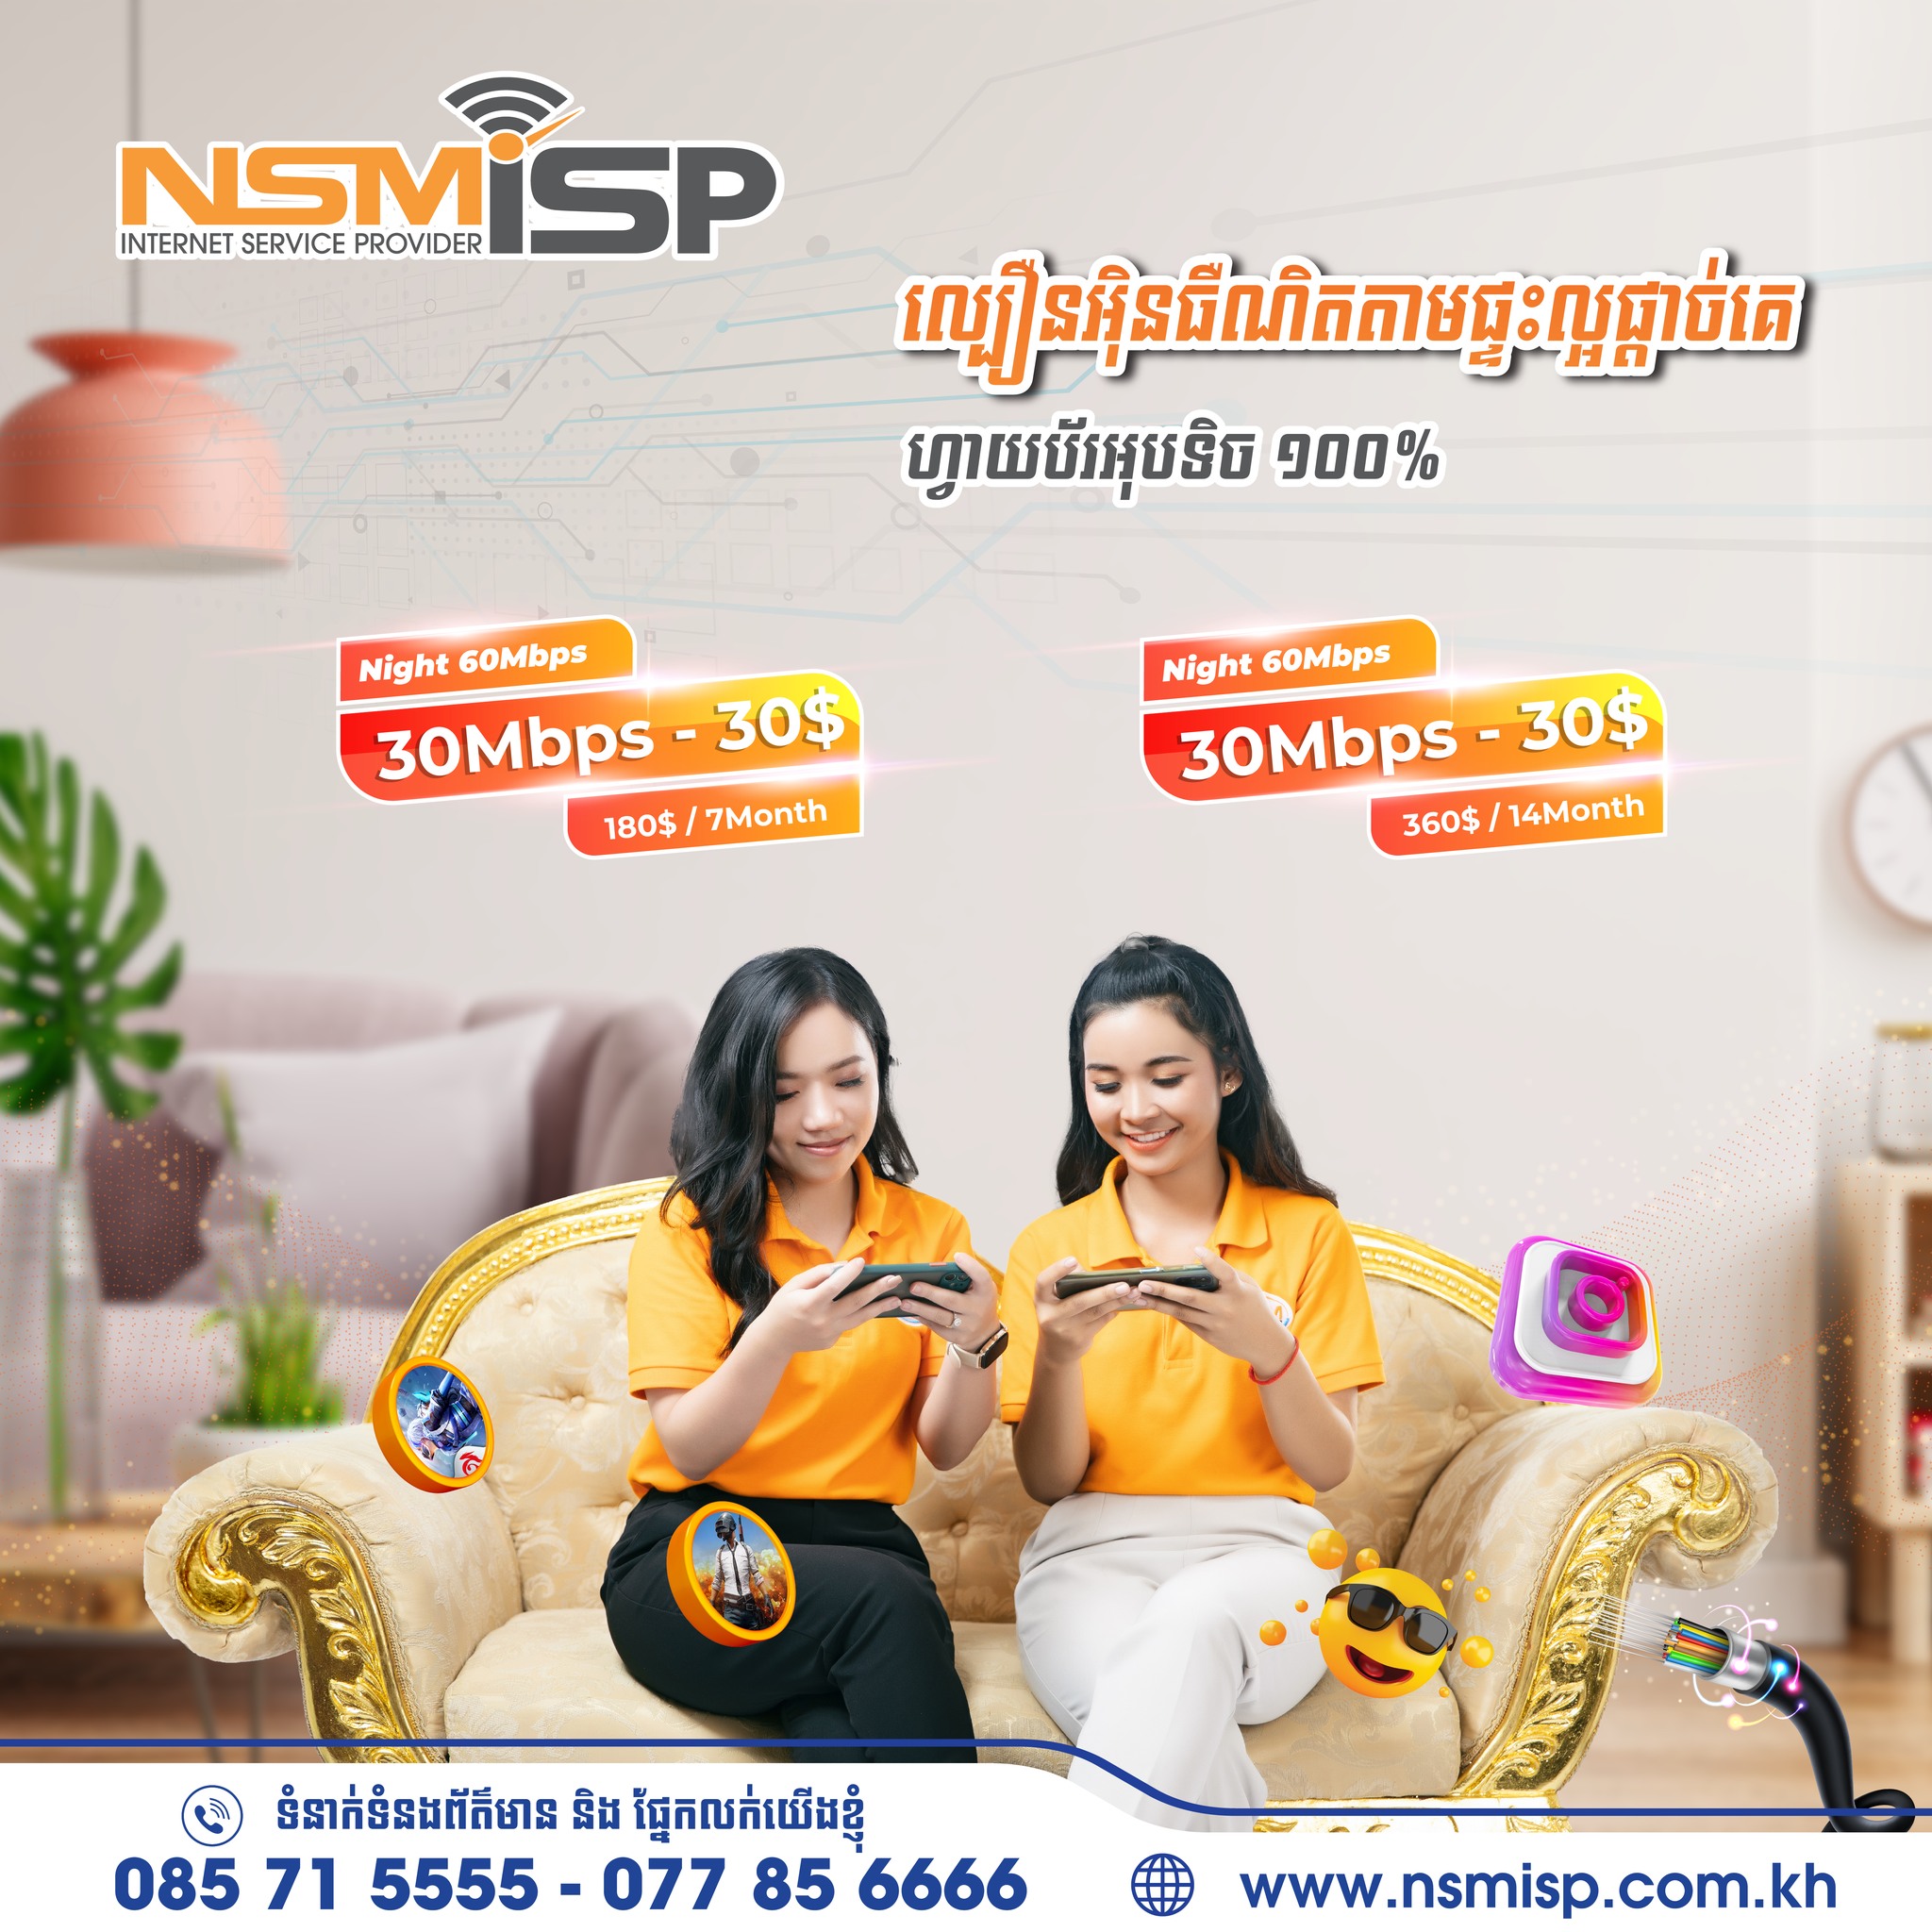 NSMiSP
INTERNET SERVICE PROVIDER
ល្បឿនអ៊ិនធឺណិតតាមផ្ទះល្អផ្តាច់គេ
ហ្វាយប័រអុបទិច ១០០%
Night 60Mbps
30Mbps - 30$
180$ / 7Month
Night 60Mbps
30Mbps - 30$
360$ / 14Month
ទំនាក់ទំនងព័ត៌មាន និង ផ្នែកលក់យើងខ្ញុំ
085 71 5555 - 077 85 6666
www.nsmisp.com.kh